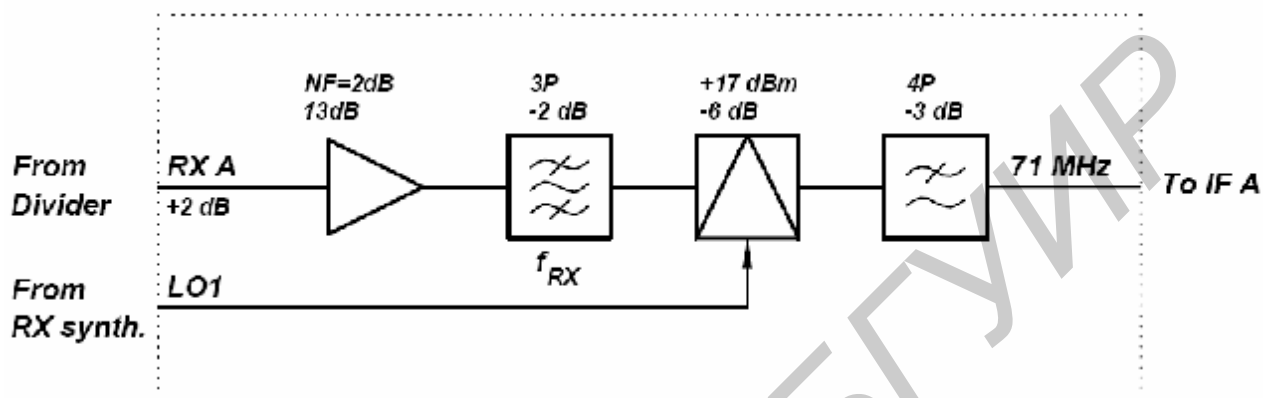 NF=2dB
13dB
3P
-2 dB
+17 dBm
-6 dB
4P
-3 dB
From
Divider
RX A
+2 dB
71 MHz
To IF A
f RX
From
RX synth.
LO1
БГУИР